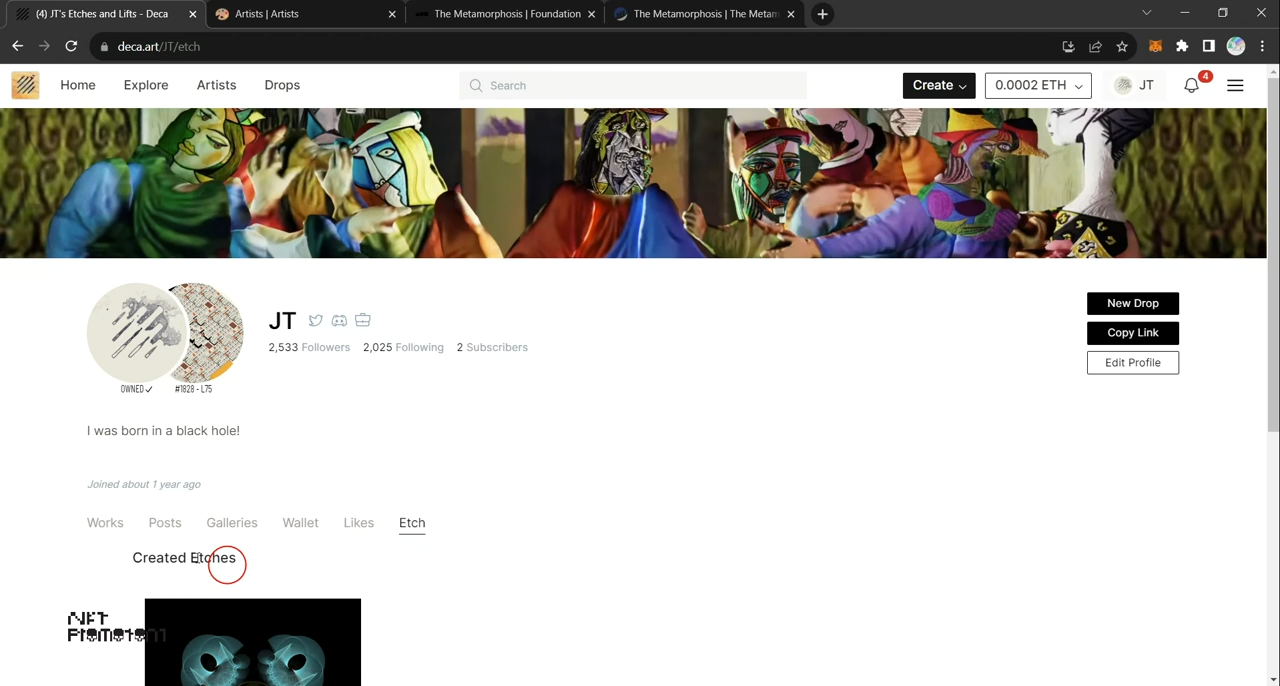 (4) JT's Etches and Lifts - Deca
Artists | Artists
The Metamorphosis | Foundation
The Metamorphosis | The Metam
deca.art/JT/etch
Home
Explore
Artists
Drops
Search
Create
0.0002 ETH
JT
4
JT
2,533 Followers 2,025 Following 2 Subscribers
OWNED
#1828 - L75
New Drop
Copy Link
Edit Profile
I was born in a black hole!
Joined about 1 year ago
Works
Posts
Galleries
Wallet
Likes
Etch
Created Etches
NFT